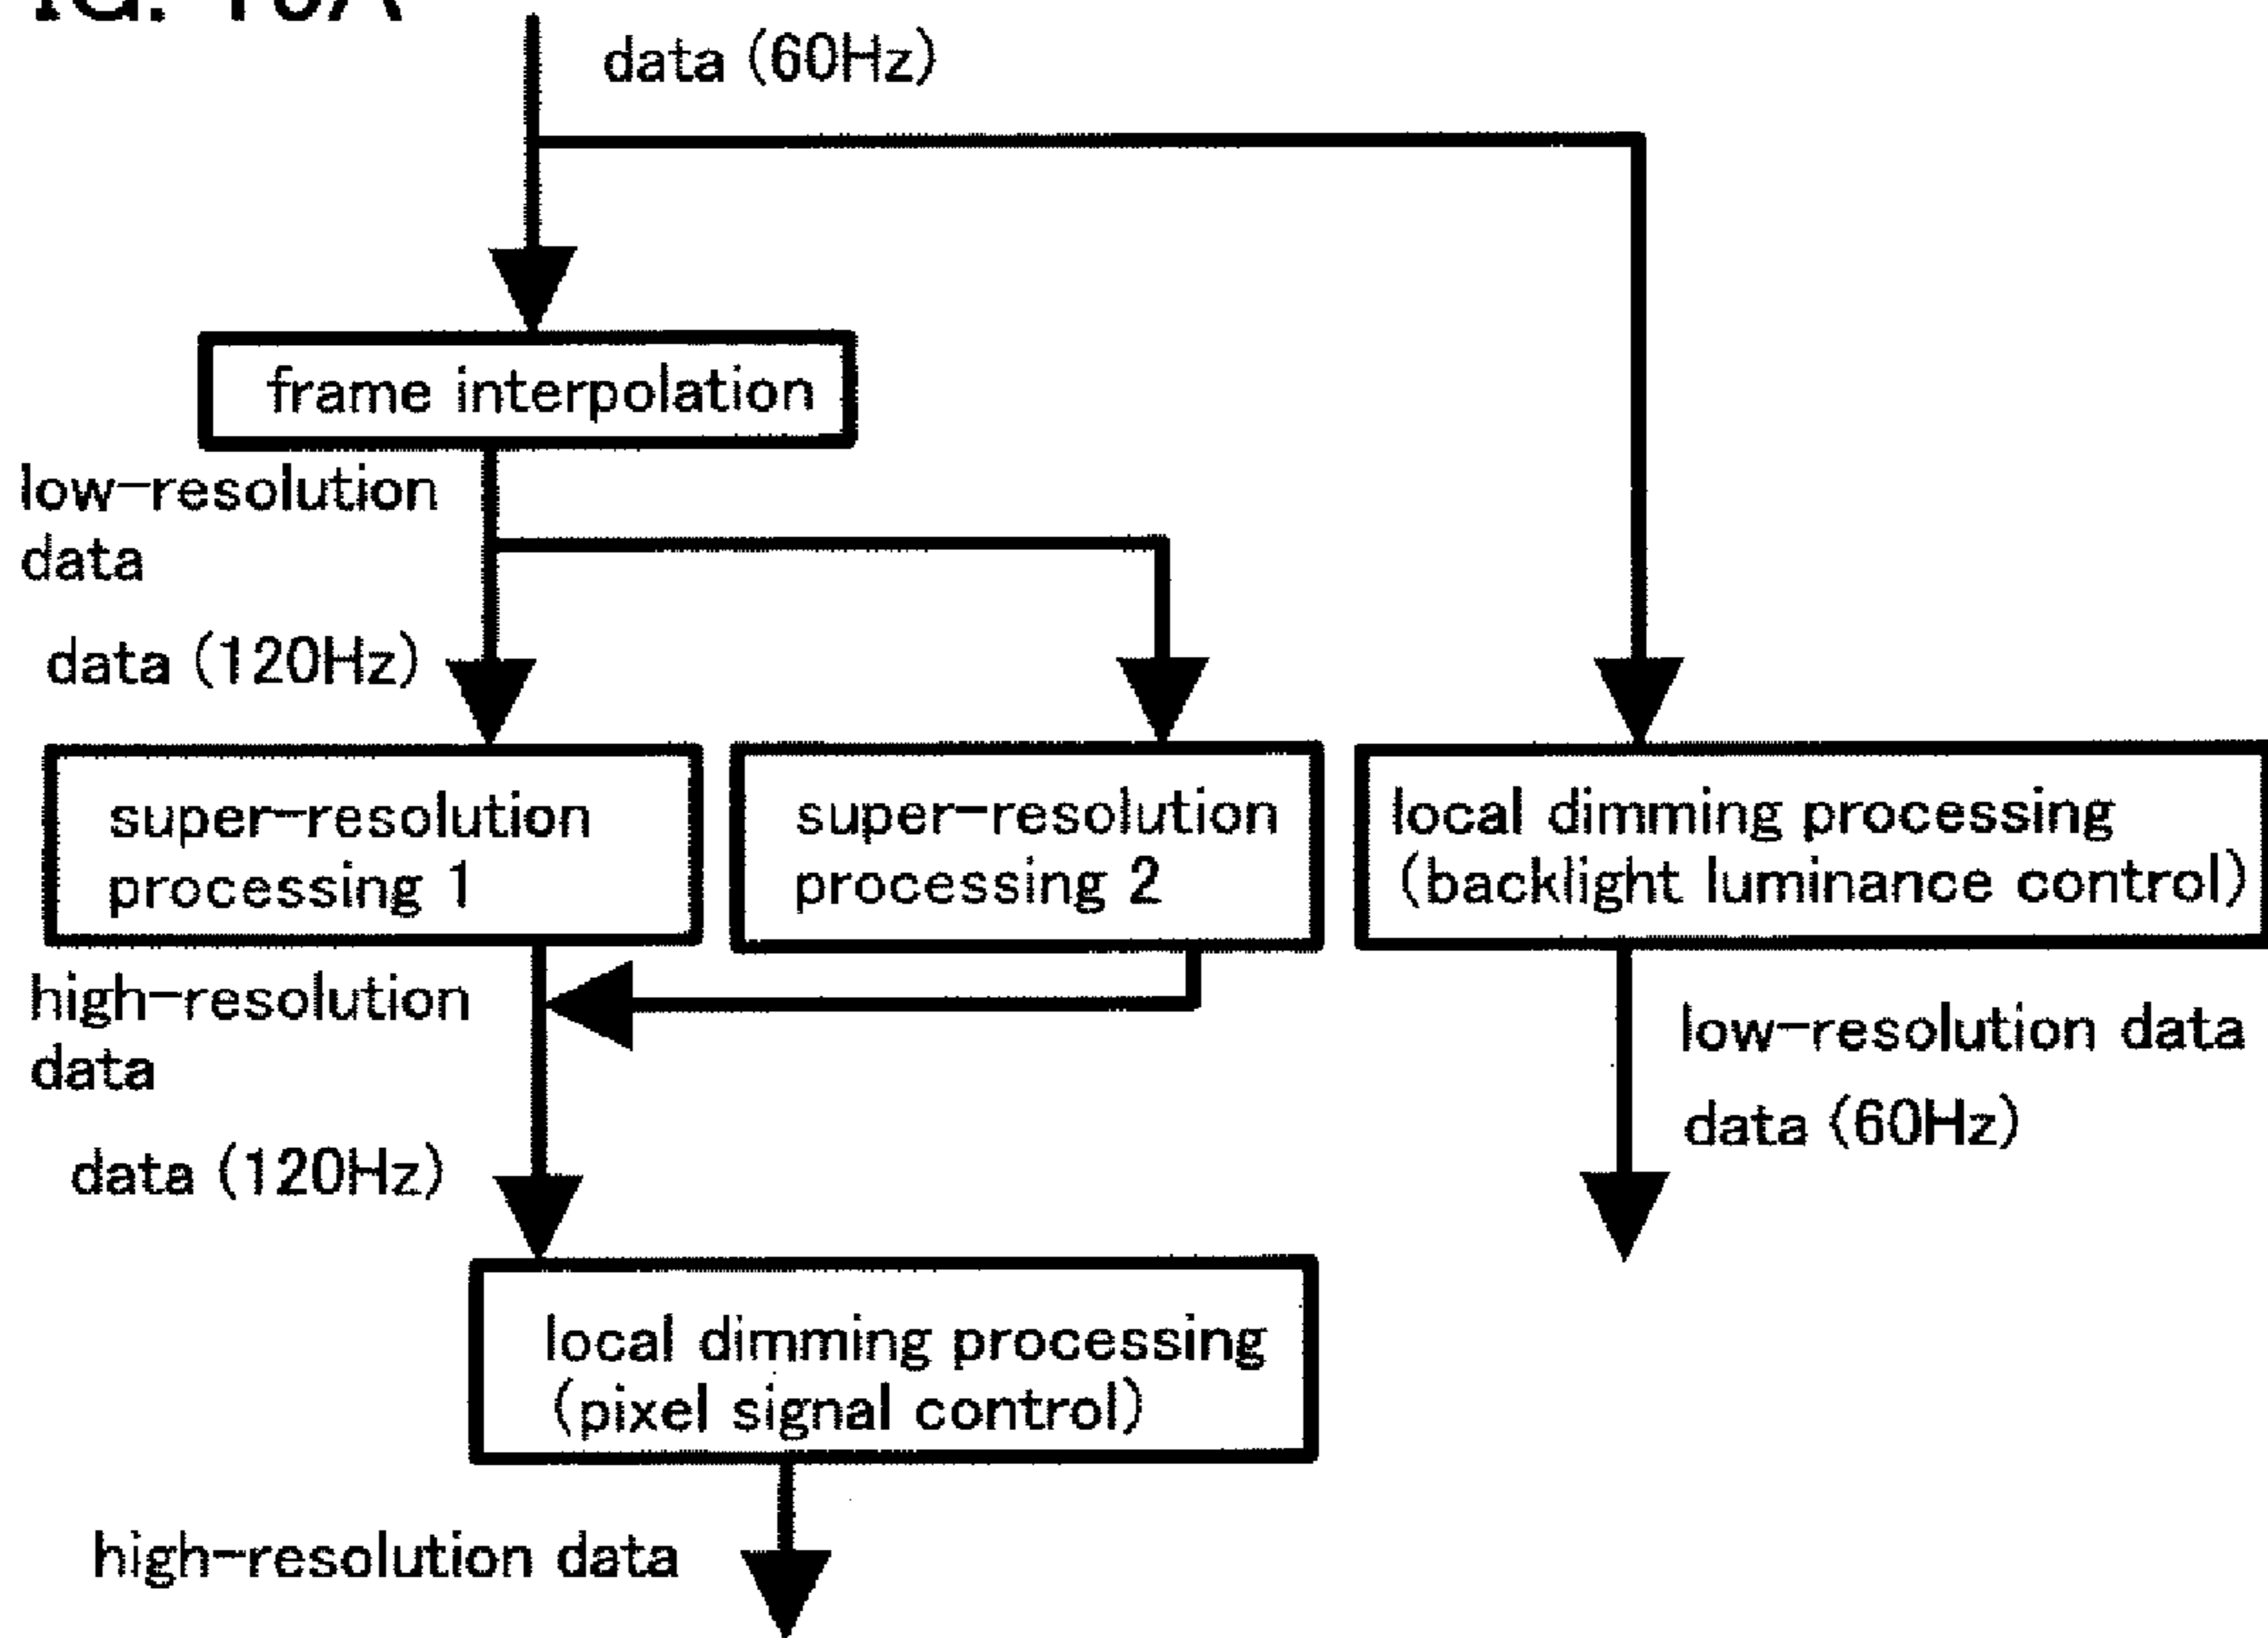 data (60Hz)
frame interpolation
low-resolution
data
data (120Hz)
super-resolution
processing 1
super-resolution
processing 2
local dimming processing
(backlight luminance control)
high-resolution
data
data (120Hz)
low-resolution data
data (60Hz)
local dimming processing
(pixel signal control)
high-resolution data